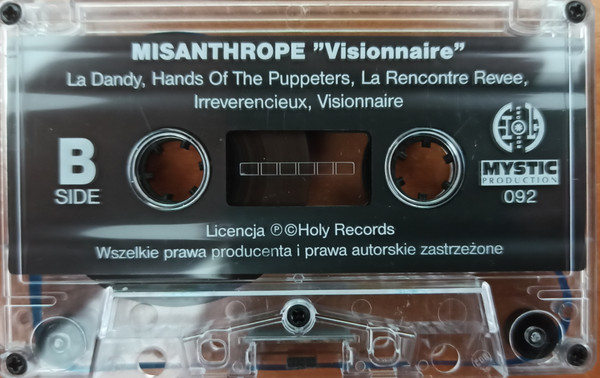 MISANTHROPE "Visionnaire"
La Dandy, Hands Of The Puppeters, La Rencontre Revee,
Irreverencieux, Visionnaire
B
SIDE
MYSTIC
PRODUCTION
092
Licencja ℗©Holy Records
Wszelkie prawa producenta i prawa autorskie zastrzeżone